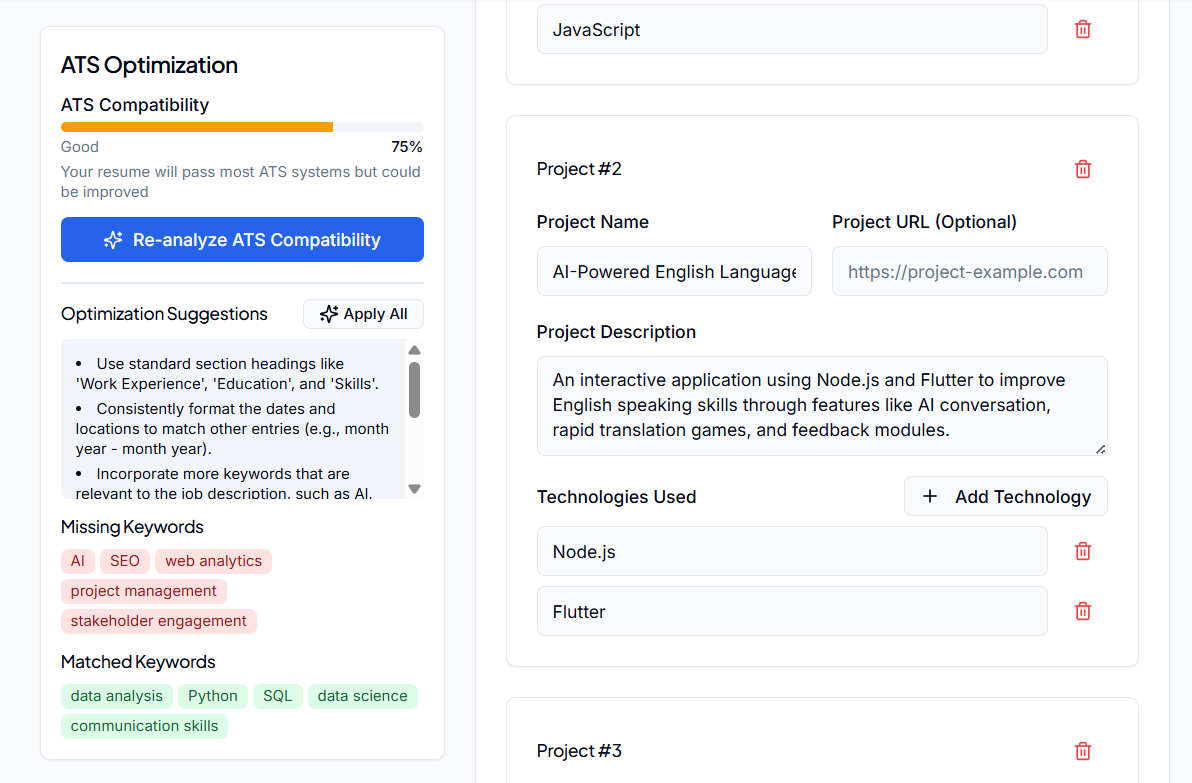 ATS Optimization
ATS Compatibility
Good 75%
Your resume will pass most ATS systems but could
be improved
Re-analyze ATS Compatibility
Optimization Suggestions Apply All
• Use standard section headings like
'Work Experience', 'Education', and 'Skills'.
• Consistently format the dates and
locations to match other entries (e.g., month
year - month year).
• Incorporate more keywords that are
relevant to the job description, such as AI,
Missing Keywords
AI SEO web analytics
project management
stakeholder engagement
Matched Keywords
data analysis Python SQL data science
communication skills
JavaScript
Project #2
Project Name Project URL (Optional)
AI-Powered English Language https://project-example.com
Project Description
An interactive application using Node.js and Flutter to improve
English speaking skills through features like AI conversation,
rapid translation games, and feedback modules.
Technologies Used + Add Technology
Node.js
Flutter
Project #3